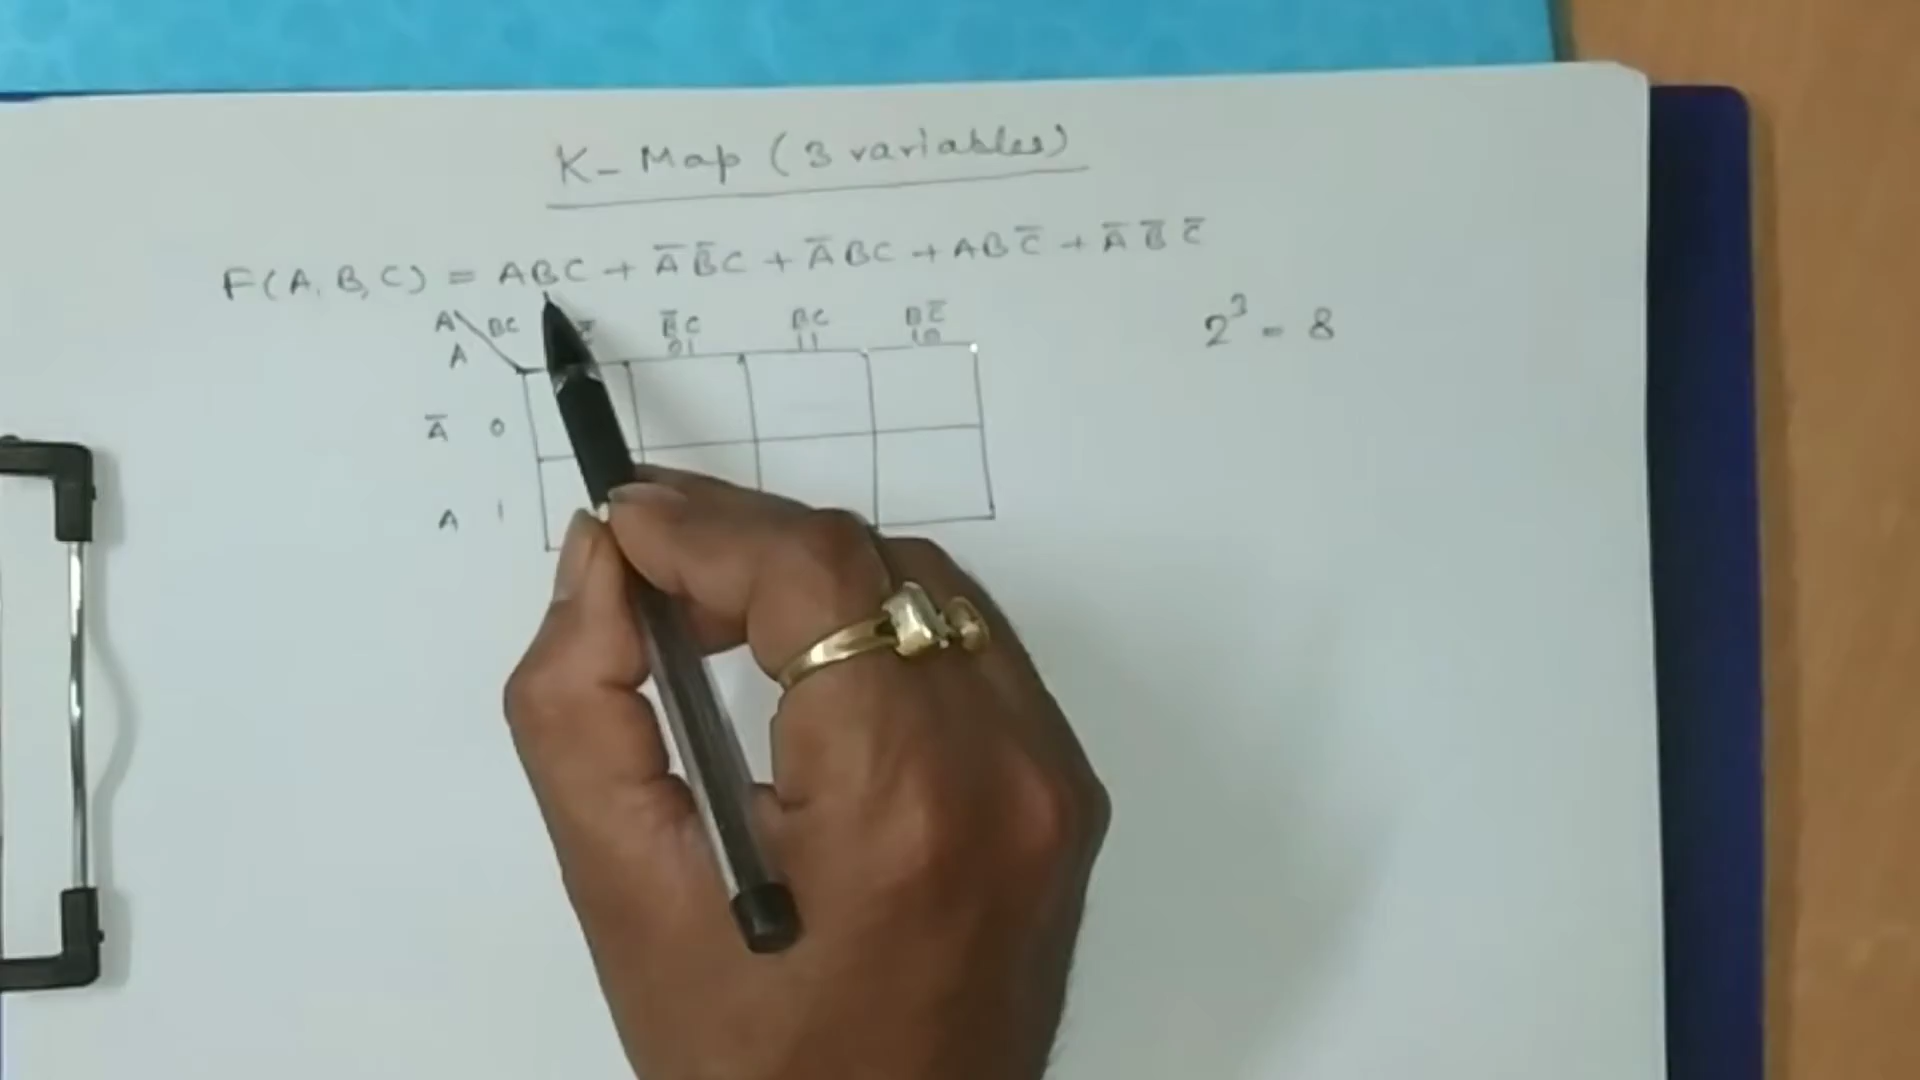 K-Map (3 variables)
F(A,B,C) = ABC + A̅B̅C + A̅BC + ABC̅ + A̅B̅C̅
A BC B̅C BC BC̅
A 01 11 10
2³ = 8
A̅ 0
A 1